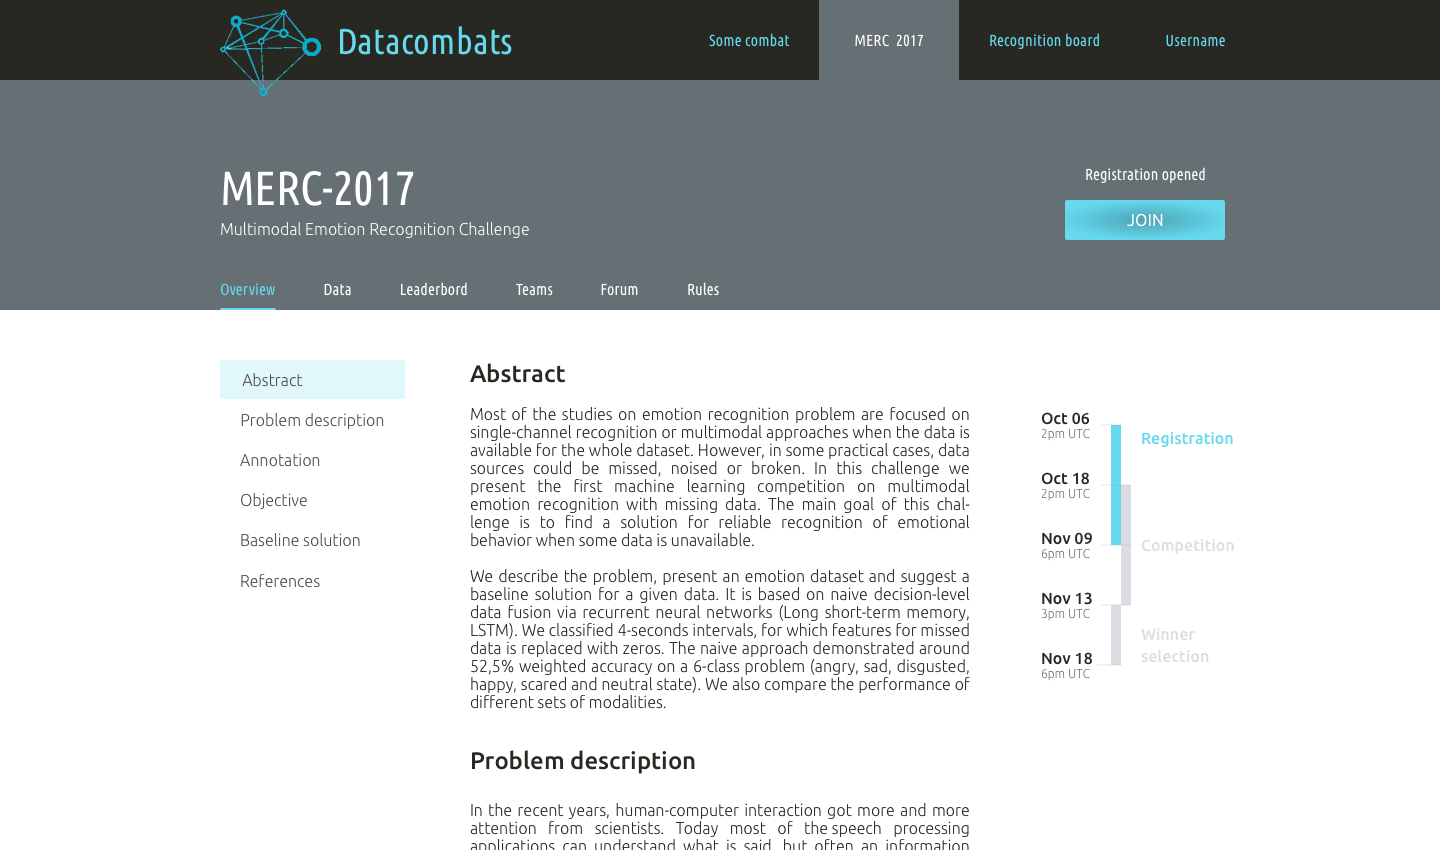 Datacombats
Some combat
MERC 2017
Recognition board
Username
MERC-2017
Multimodal Emotion Recognition Challenge
Registration opened
JOIN
Overview
Data
Leaderbord
Teams
Forum
Rules
Abstract
Problem description
Annotation
Objective
Baseline solution
References
Abstract
Most of the studies on emotion recognition problem are focused on
single-channel recognition or multimodal approaches when the data is
available for the whole dataset. However, in some practical cases, data
sources could be missed, noised or broken. In this challenge we
present the first machine learning competition on multimodal
emotion recognition with missing data. The main goal of this chal-
lenge is to find a solution for reliable recognition of emotional
behavior when some data is unavailable.
We describe the problem, present an emotion dataset and suggest a
baseline solution for a given data. It is based on naive decision-level
data fusion via recurrent neural networks (Long short-term memory,
LSTM). We classified 4-seconds intervals, for which features for missed
data is replaced with zeros. The naive approach demonstrated around
52,5% weighted accuracy on a 6-class problem (angry, sad, disgusted,
happy, scared and neutral state). We also compare the performance of
different sets of modalities.
Problem description
In the recent years, human-computer interaction got more and more
attention from scientists. Today most of the speech processing
applications can understand what is said, but often an information
Oct 06
2pm UTC
Registration
Oct 18
2pm UTC
Nov 09
6pm UTC
Competition
Nov 13
3pm UTC
Winner
selection
Nov 18
6pm UTC